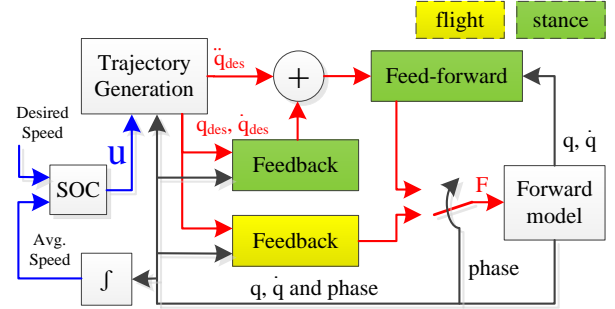 flight
stance
Trajectory
Generation
q̈des
+
Feed-forward
Desired
Speed
u
qdes, q̇des
q, q̇
SOC
Feedback
F
Forward
model
Avg.
Speed
Feedback
∫
phase
q, q̇ and phase